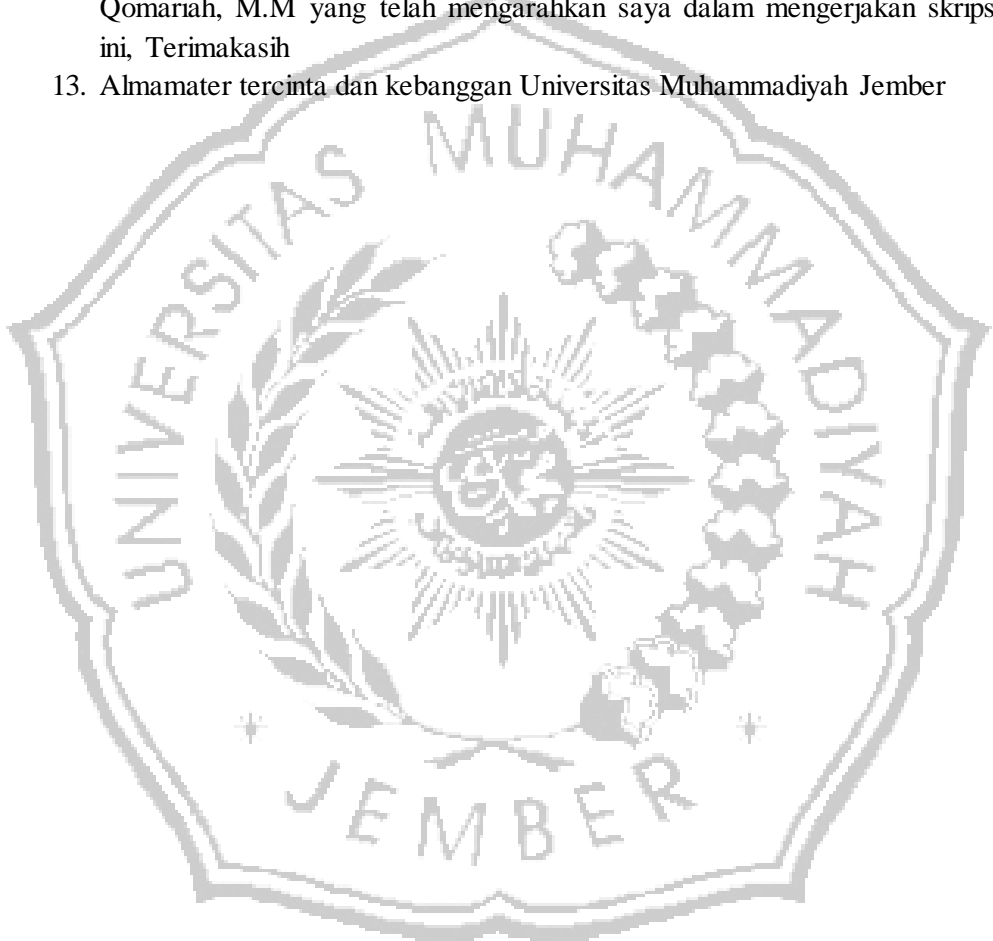 Qomariah, M.M yang telah mengarahkan saya dalam mengerjakan skrips
ini, Terimakasih
13. Almamater tercinta dan kebanggan Universitas Muhammadiyah Jember
UNIVERSITAS MUHAMMADIYAH
JEMBER